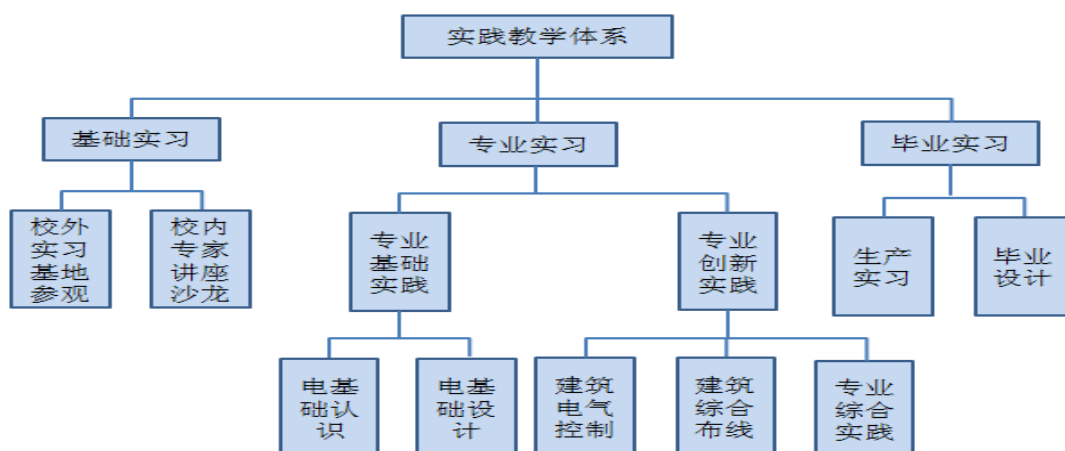 实践教学体系
基础实习
专业实习
毕业实习
校外
实习
基地
参观
校内
专家
讲座
沙龙
专业
基础
实践
专业
创新
实践
生产
实习
毕业
设计
电基
础认
识
电基
础设
计
建筑
电气
控制
建筑
综合
布线
专业
综合
实践